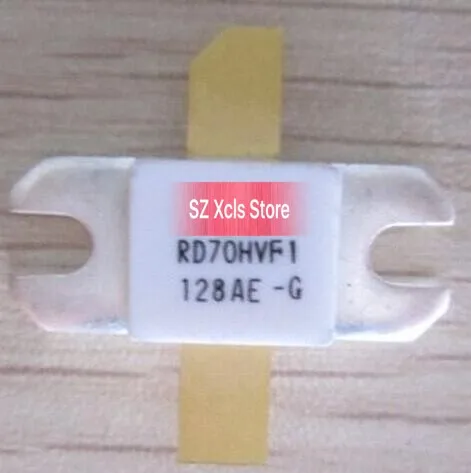 SZ Xcls Store
RD70HVF1
128AE -G